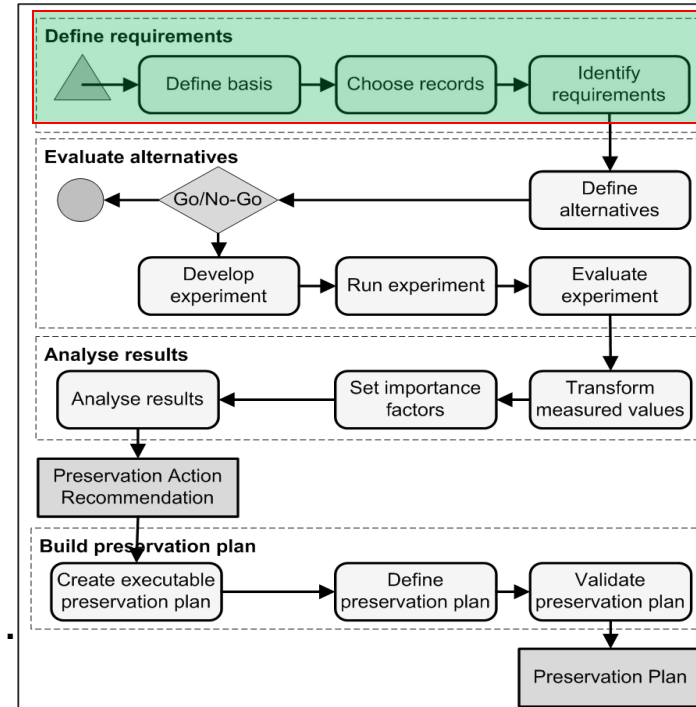 Define requirements
Define basis
Choose records
Identify
requirements
Evaluate alternatives
Go/No-Go
Define
alternatives
Develop
experiment
Run experiment
Evaluate
experiment
Analyse results
Analyse results
Set importance
factors
Transform
measured values
Preservation Action
Recommendation
Build preservation plan
Create executable
preservation plan
Define
preservation plan
Validate
preservation plan
Preservation Plan